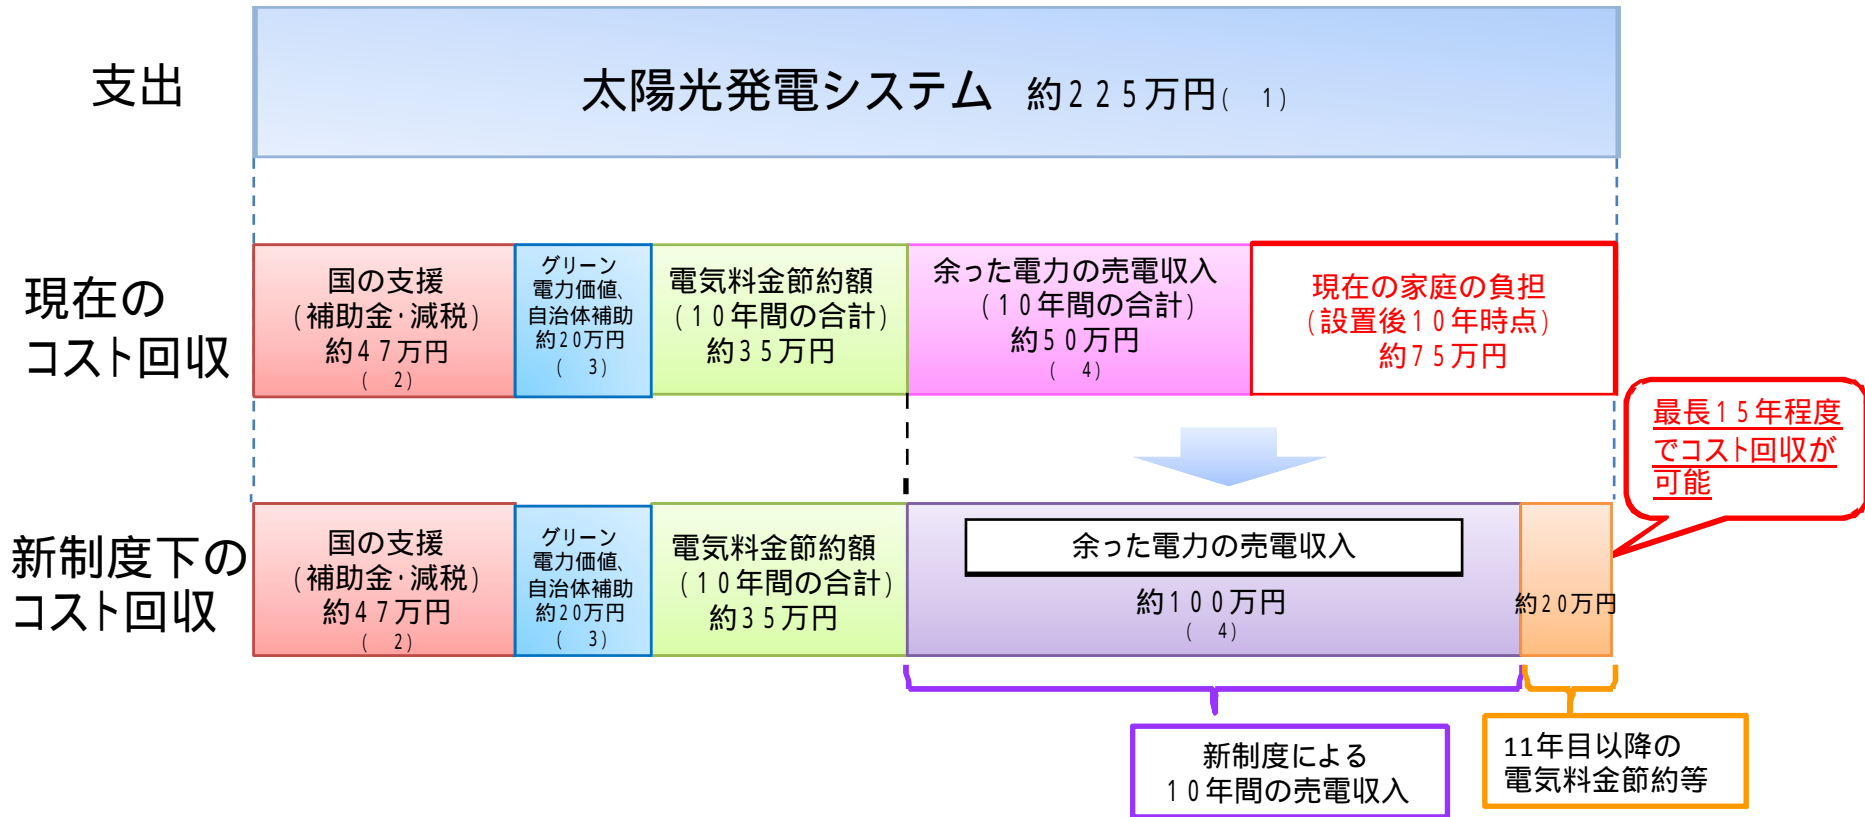 支出
太陽光発電システム 約225万円( 1)
現在の
コスト回収
国の支援
(補助金・減税)
約47万円
( 2)
グリーン
電力価値、
自治体補助
約20万円
( 3)
電気料金節約額
(10年間の合計)
約35万円
余った電力の売電収入
(10年間の合計)
約50万円
( 4)
現在の家庭の負担
(設置後10年時点)
約75万円
最長15年程度
でコスト回収が
可能
新制度下の
コスト回収
国の支援
(補助金・減税)
約47万円
( 2)
グリーン
電力価値、
自治体補助
約20万円
( 3)
電気料金節約額
(10年間の合計)
約35万円
余った電力の売電収入
約100万円
( 4)
約20万円
新制度による
10年間の売電収入
11年目以降の
電気料金節約等